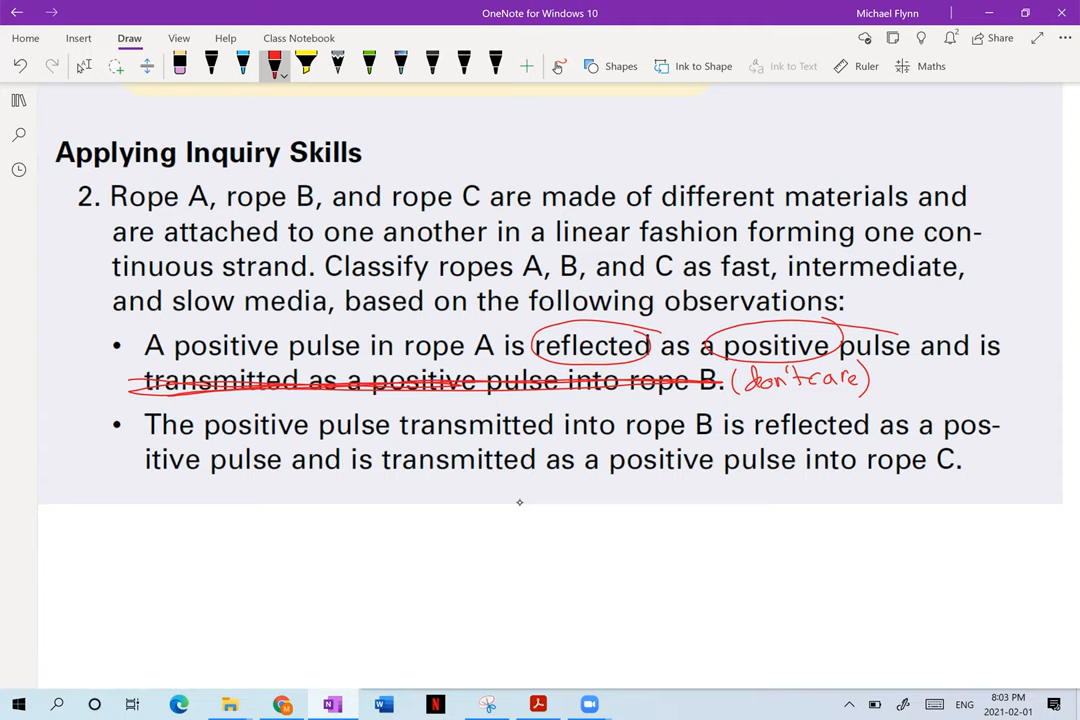 OneNote for Windows 10
Michael Flynn
Home Insert Draw View Help Class Notebook
Share
Shapes Ink to Shape Ink to Text Ruler Maths
Applying Inquiry Skills
2. Rope A, rope B, and rope C are made of different materials and
are attached to one another in a linear fashion forming one con-
tinuous strand. Classify ropes A, B, and C as fast, intermediate,
and slow media, based on the following observations:
• A positive pulse in rope A is reflected as a positive pulse and is
transmitted as a positive pulse into rope B. (don't care)
• The positive pulse transmitted into rope B is reflected as a pos-
itive pulse and is transmitted as a positive pulse into rope C.
ENG
8:03 PM
2021-02-01